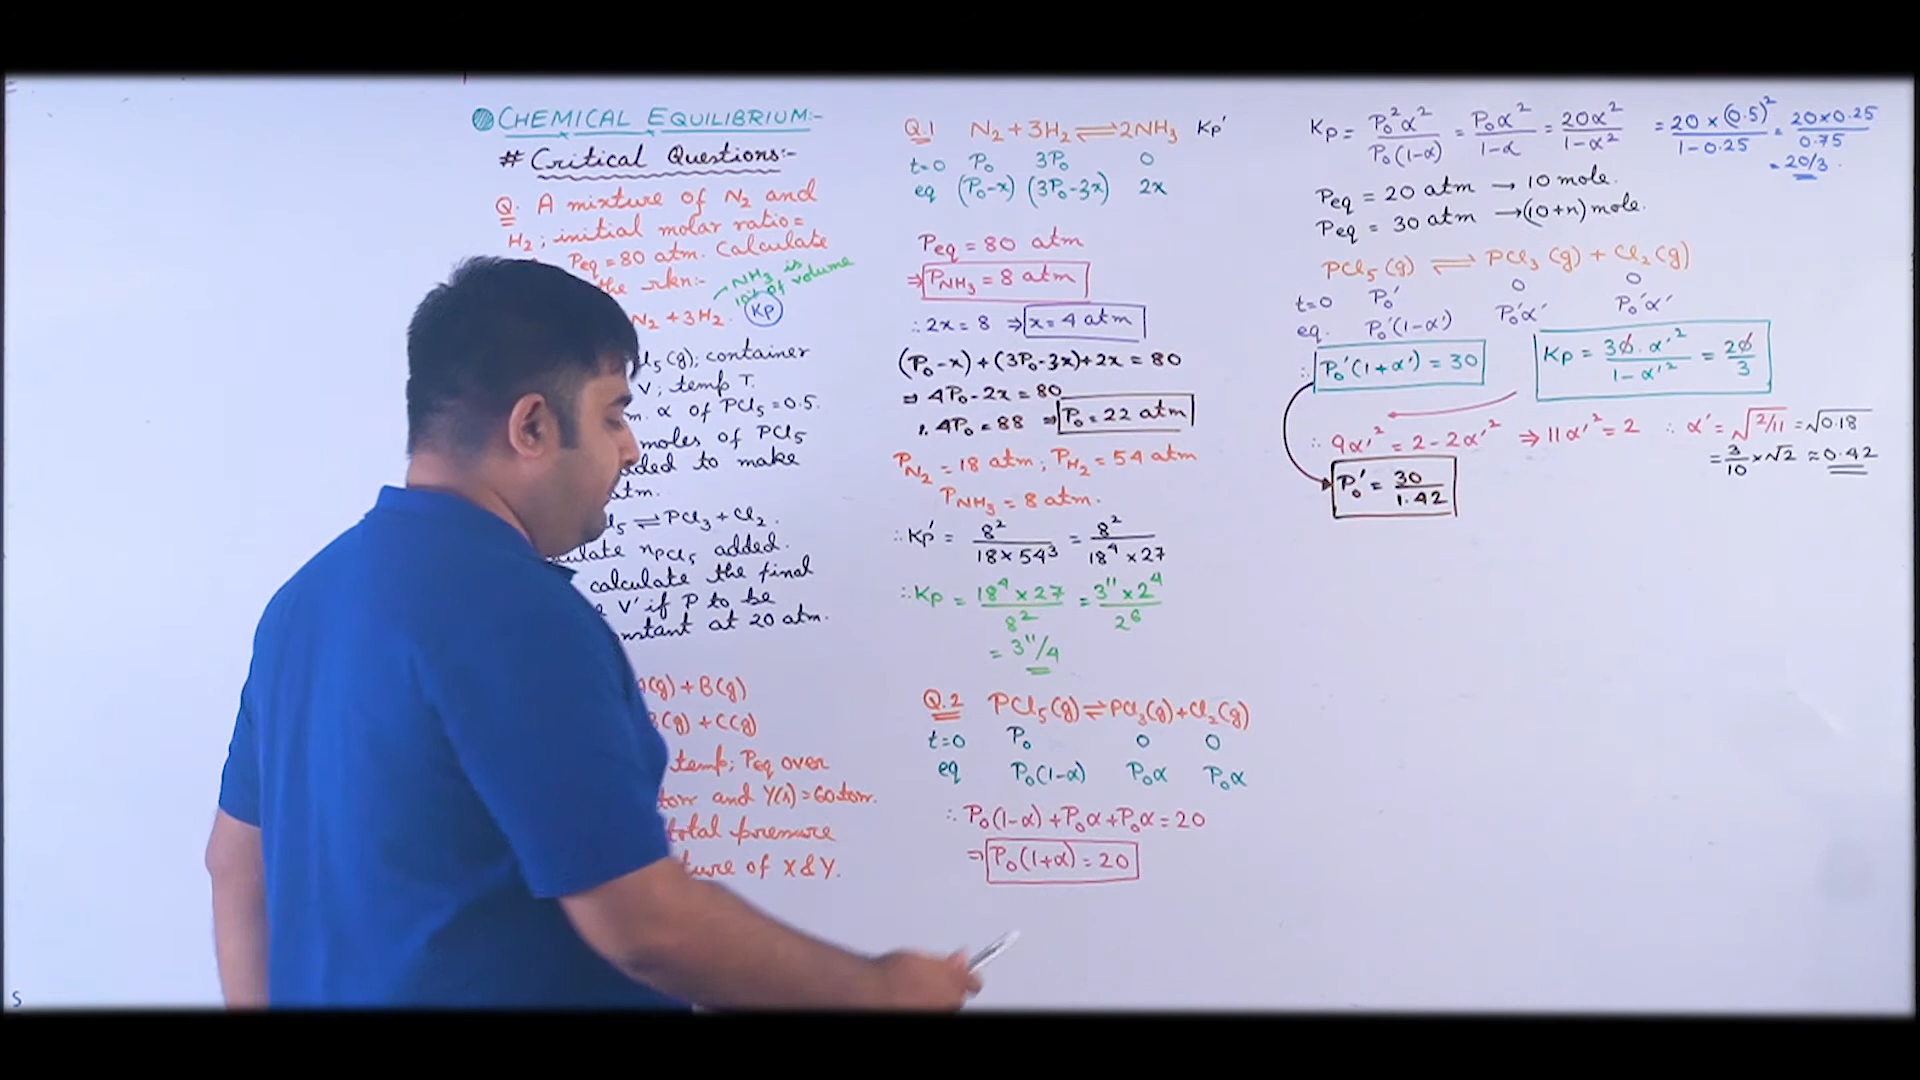 CHEMICAL EQUILIBRIUM:-
# Critical Questions:-
Q. A mixture of N₂ and
H₂; initial molar ratio=
Peq = 80 atm. Calculate
the rkn:-
NH₃ is
10% of volume
N₂ + 3H₂. Kp
(g); container
V; temp T.
m. α of PCl₅ = 0.5.
moles of PCl₅
to make
atm.
⇌ PCl₃ + Cl₂.
nPCl₅ added.
calculate the final
V' if P to be
at 20 atm.
(g) + B(g)
(g) + C(g)
temp; Peq over
torr and Y(s) = 60 torr.
total pressure
of X & Y.
Q.1 N₂ + 3H₂ ⇌ 2NH₃ Kp'
t=0 P₀ 3P₀ 0
eq (P₀-x) (3P₀-3x) 2x
Peq = 80 atm
⇒ PNH₃ = 8 atm
∴ 2x = 8 ⇒ x = 4 atm
(P₀-x) + (3P₀-3x) + 2x = 80
⇒ 4P₀ - 2x = 80
∴ 4P₀ = 88 ⇒ P₀ = 22 atm
PN₂ = 18 atm; PH₂ = 54 atm
PNH₃ = 8 atm.
∴ Kp' = 8²/(18×54³) = 8²/(18⁴×27)
∴ Kp = (18⁴×27)/8² = (3¹¹×2⁴)/2⁶
= 3¹¹/4
Q.2 PCl₅(g) ⇌ PCl₃(g) + Cl₂(g)
t=0 P₀ 0 0
eq P₀(1-α) P₀α P₀α
∴ P₀(1-α) + P₀α + P₀α = 20
⇒ P₀(1+α) = 20
Kp = P₀²α²/P₀(1-α) = P₀α²/(1-α) = 20α²/(1-α²) = 20×(0.5)²/(1-0.25) = 20×0.25/0.75
= 20/3.
Peq = 20 atm → 10 mole.
Peq = 30 atm → (10+n) mole.
PCl₅(g) ⇌ PCl₃(g) + Cl₂(g)
t=0 P₀' 0 0
eq. P₀'(1-α') P₀'α' P₀'α'
∴ P₀'(1+α') = 30
Kp = 30.α'²/(1-α'²) = 20/3
∴ 9α'² = 2 - 2α'² ⇒ 11α'² = 2 ∴ α' = √(2/11) = √0.18
= 3/10 × √2 ≈ 0.42
P₀' = 30/1.42
S